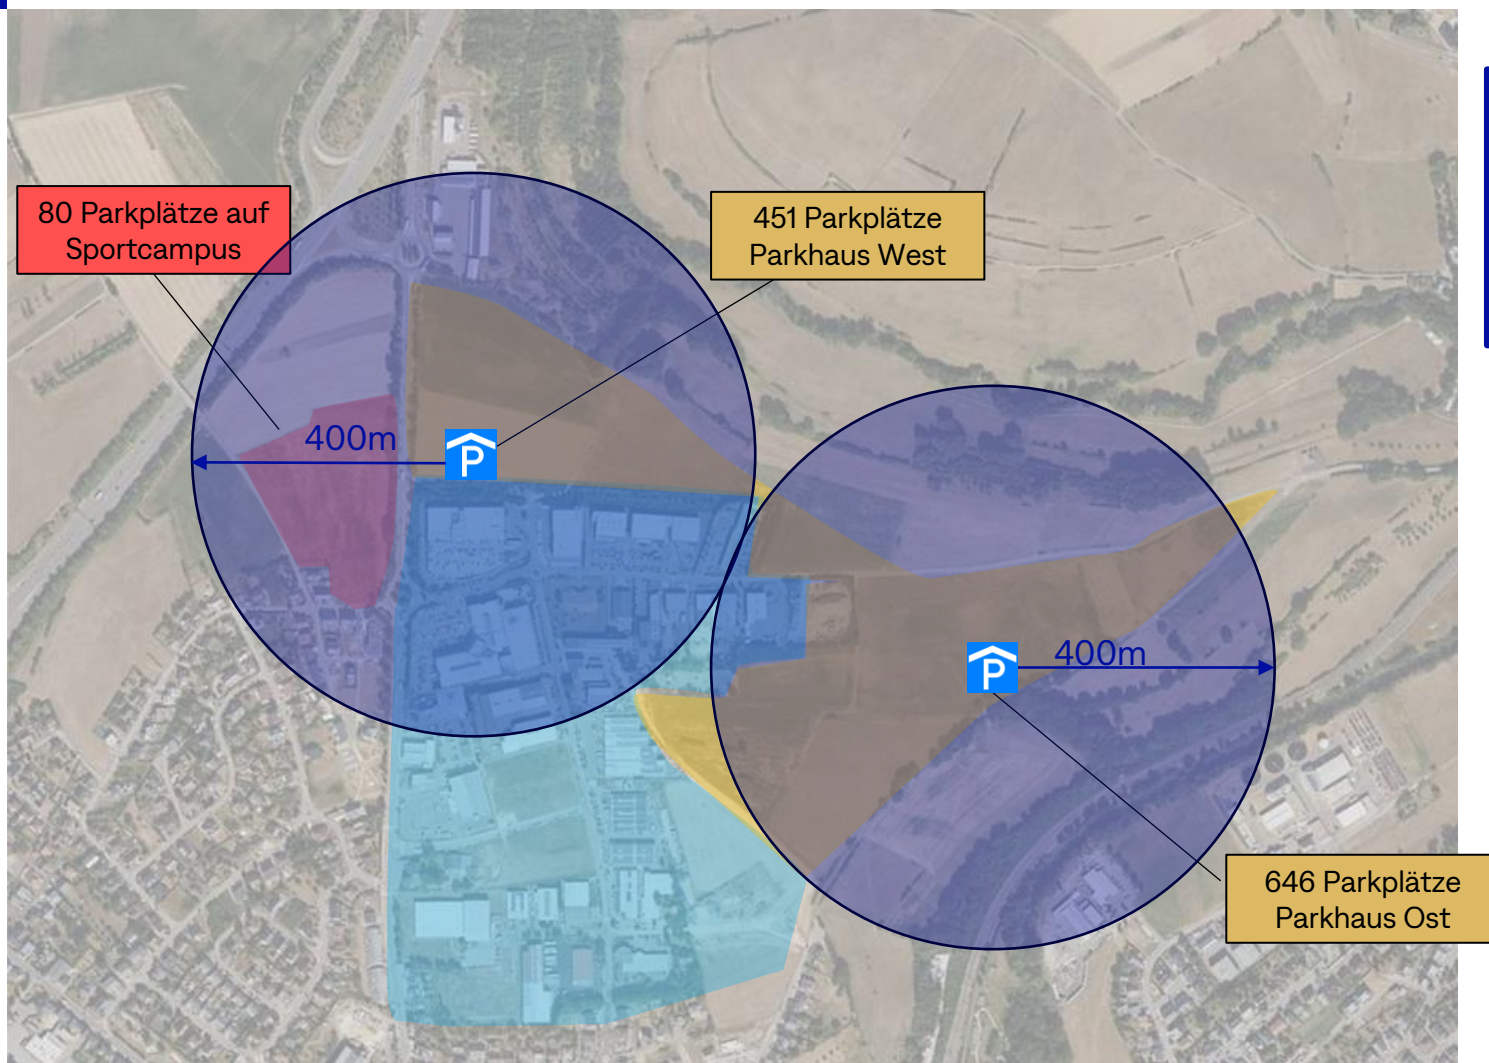 80 Parkplätze auf
Sportcampus
451 Parkplätze
Parkhaus West
400m
P
400m
P
646 Parkplätze
Parkhaus Ost